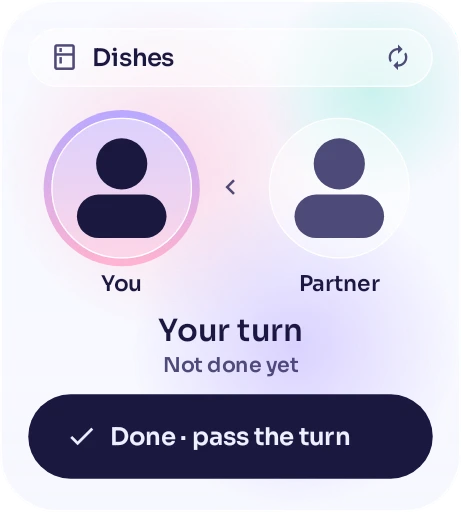 Dishes
You
Partner
Your turn
Not done yet
Done · pass the turn